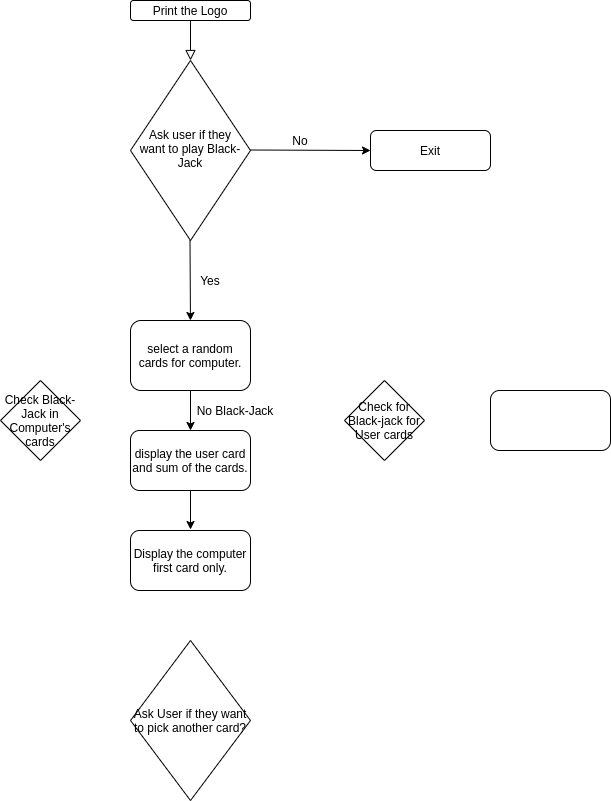 Print the Logo
Ask user if they
want to play Black-
Jack
No
Exit
Yes
select a random
cards for computer.
Check Black-
Jack in
Computer's
cards
No Black-Jack
Check for
Black-jack for
User cards
display the user card
and sum of the cards.
Display the computer
first card only.
Ask User if they want
to pick another card?